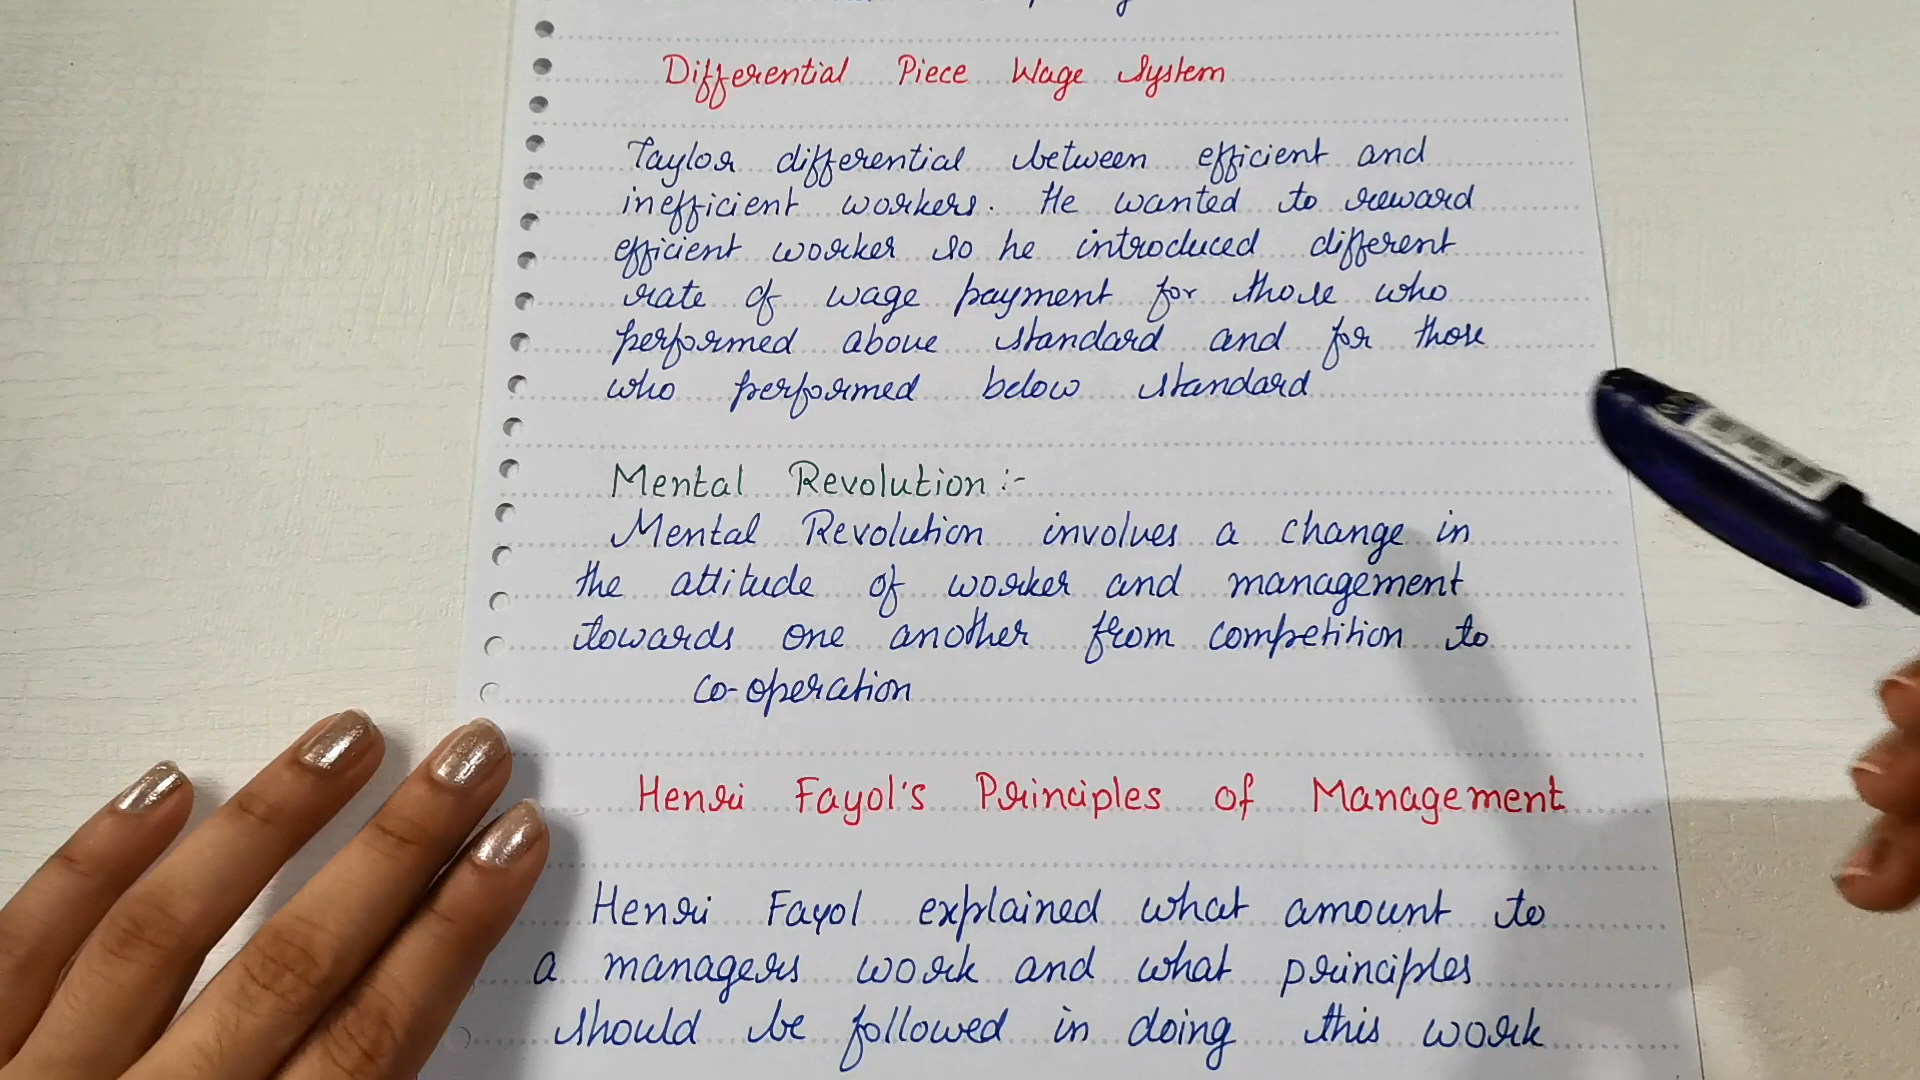 Differential Piece Wage System
Taylor differential between efficient and
inefficient workers. He wanted to reward
efficient worker so he introduced different
rate of wage payment for those who
performed above standard and for those
who performed below standard
Mental Revolution :-
Mental Revolution involves a change in
the attitude of worker and management
towards one another from competition to
co-operation
Henri Fayol's Principles of Management
Henri Fayol explained what amount to
a managers work and what principles
should be followed in doing this work